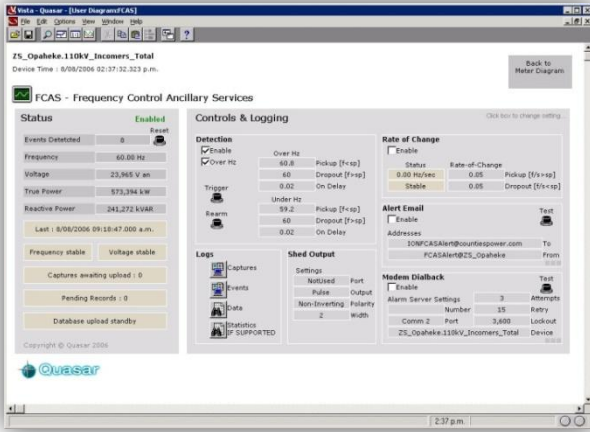 Vista - Quasar - [User Diagram:FCAS]
File Edit Options View Window Help
ZS_Opaheke.110kV_Incomers_Total
Device Time : 8/08/2006 02:37:32.323 p.m.
Back to
Meter Diagram
FCAS - Frequency Control Ancillary Services
Status Enabled
Reset
Events Detetcted 0
Frequency 60.00 Hz
Voltage 23,965 V an
True Power 573,394 kW
Reactive Power 241,272 kVAR
Last : 8/08/2006 09:18:47.000 a.m.
Frequency stable Voltage stable
Captures awaiting upload : 0
Pending Records : 0
Database upload standby
Copyright © Quasar 2006
Controls & Logging
Click box to change setting...
Detection
Enable
Over Hz
Over Hz
60.8 Pickup [f<sp]
60 Dropout [f>sp]
0.02 On Delay
Trigger
Under Hz
59.2 Pickup [f<sp]
60 Dropout [f>sp]
0.02 On Delay
Rearm
Logs
Captures
Events
Data
Statistics
IF SUPPORTED
Shed Output
Settings
NotUsed Port
Pulse Output
Non-Inverting Polarity
2 Width
Rate of Change
Enable
Status Rate-of-Change
0.00 Hz/sec 0.05 Pickup [f/s>sp]
Stable 0.05 Dropout [f/s<sp]
Alert Email
Test
Enable
Addresses
IONFCASAlert@countiespower.com To
FCASAlert@ZS_Opaheke From
Modem Dialback
Test
Enable
Alarm Server Settings 3 Attempts
Number 15 Retry
Comm 2 Port 3,600 Lockout
ZS_Opaheke.110kV_Incomers_Total Device
Quasar
2:37 p.m.